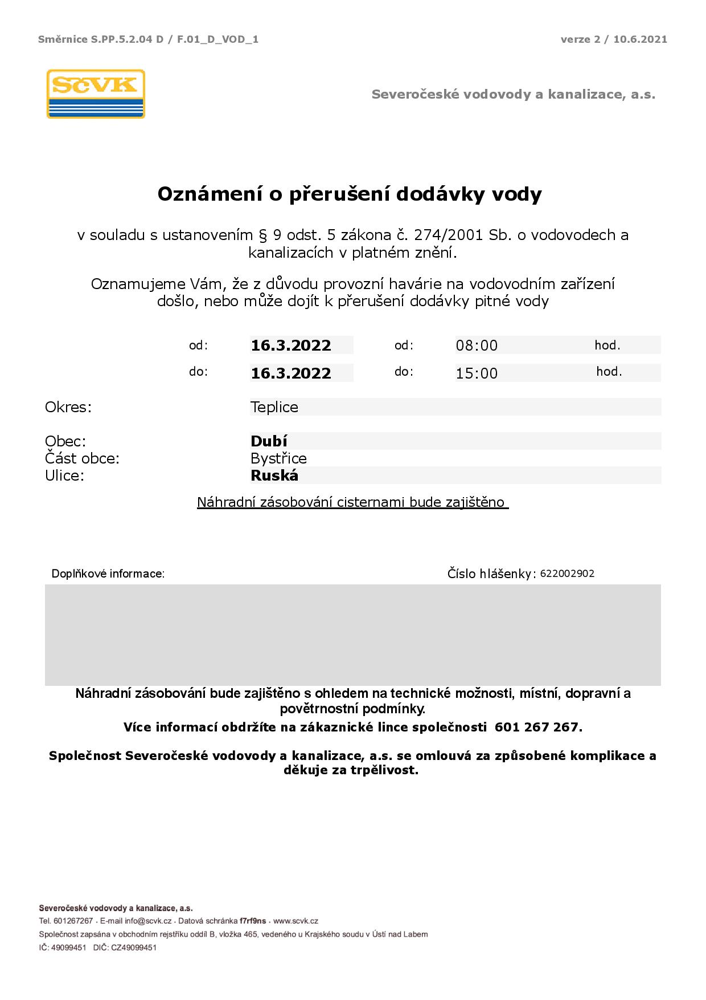 Směrnice S.PP.5.2.04 D / F.01_D_VOD_1 verze 2 / 10.6.2021
SčVK
Severočeské vodovody a kanalizace, a.s.
Oznámení o přerušení dodávky vody
v souladu s ustanovením § 9 odst. 5 zákona č. 274/2001 Sb. o vodovodech a
kanalizacích v platném znění.
Oznamujeme Vám, že z důvodu provozní havárie na vodovodním zařízení
došlo, nebo může dojít k přerušení dodávky pitné vody
od: 16.3.2022 od: 08:00 hod.
do: 16.3.2022 do: 15:00 hod.
Okres: Teplice
Obec: Dubí
Část obce: Bystřice
Ulice: Ruská
Náhradní zásobování cisternami bude zajištěno
Doplňkové informace: Číslo hlášenky: 622002902
Náhradní zásobování bude zajištěno s ohledem na technické možnosti, místní, dopravní a
povětrnostní podmínky.
Více informací obdržíte na zákaznické lince společnosti 601 267 267.
Společnost Severočeské vodovody a kanalizace, a.s. se omlouvá za způsobené komplikace a
děkuje za trpělivost.
Severočeské vodovody a kanalizace, a.s.
Tel. 601267267 • E-mail info@scvk.cz • Datová schránka f7rf9ns • www.scvk.cz
Společnost zapsána v obchodním rejstříku oddíl B, vložka 465, vedeného u Krajského soudu v Ústí nad Labem
IČ: 49099451 DIČ: CZ49099451